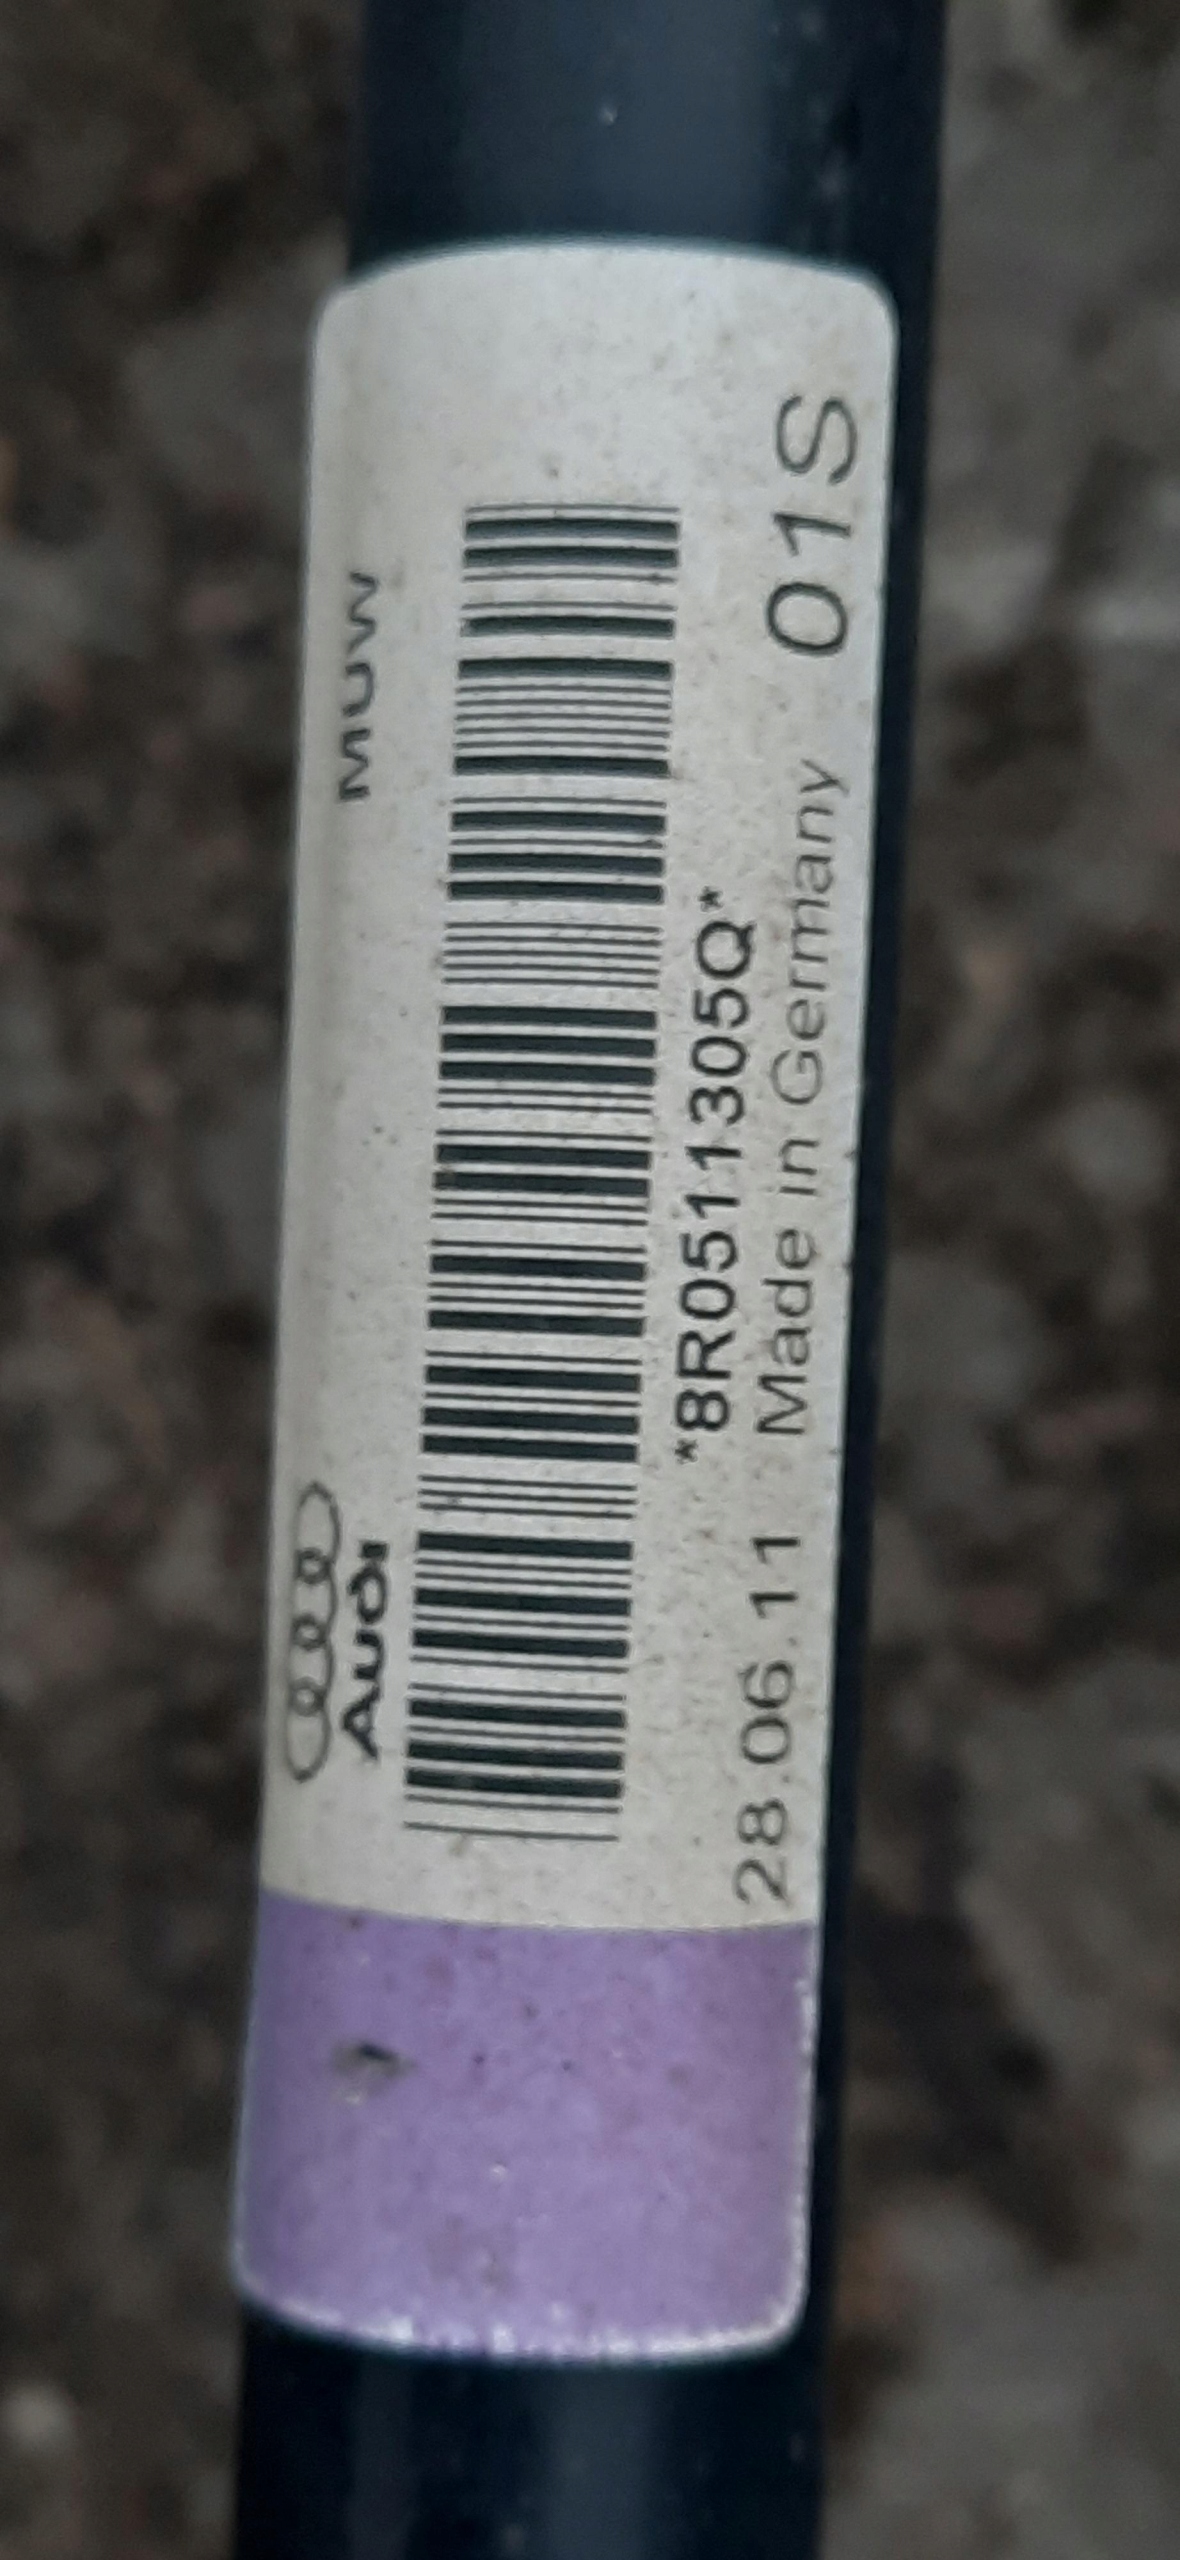 Audi
MUW
*8R0511305Q*
28.06.11 Made in Germany 01S